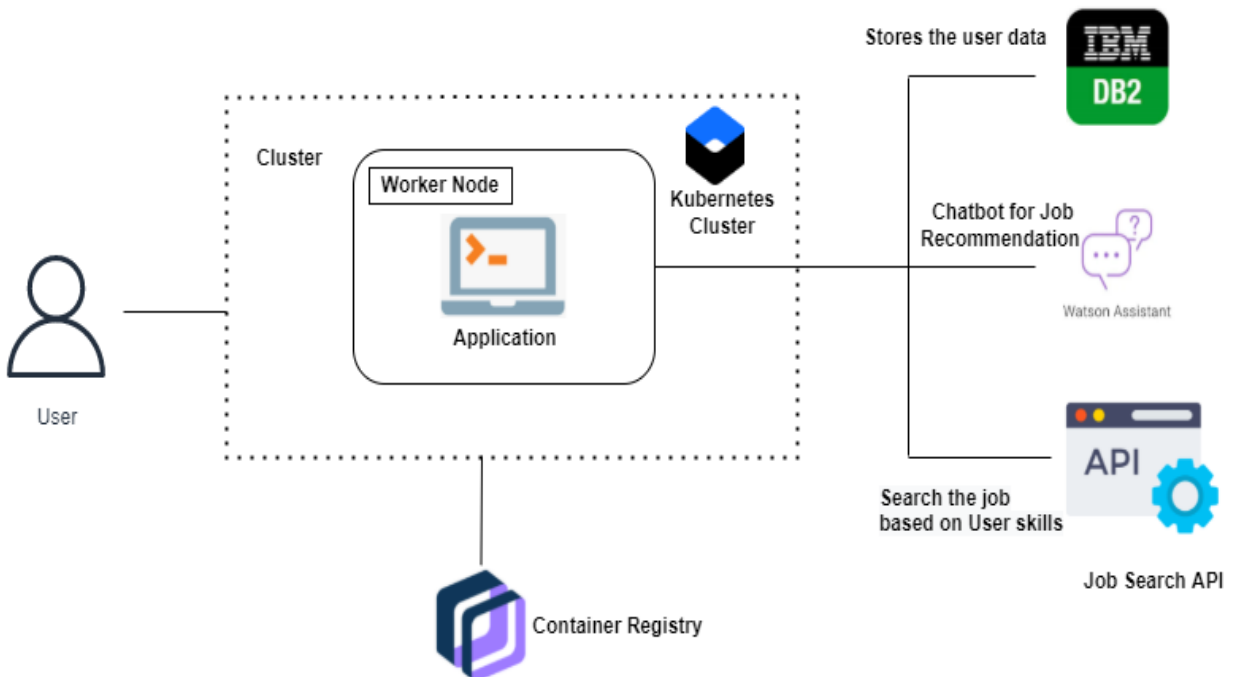 Stores the user data
IBM
DB2
Cluster
Worker Node
Kubernetes
Cluster
Application
Chatbot for Job
Recommendation
?
Watson Assistant
User
API
Search the job
based on User skills
Job Search API
Container Registry